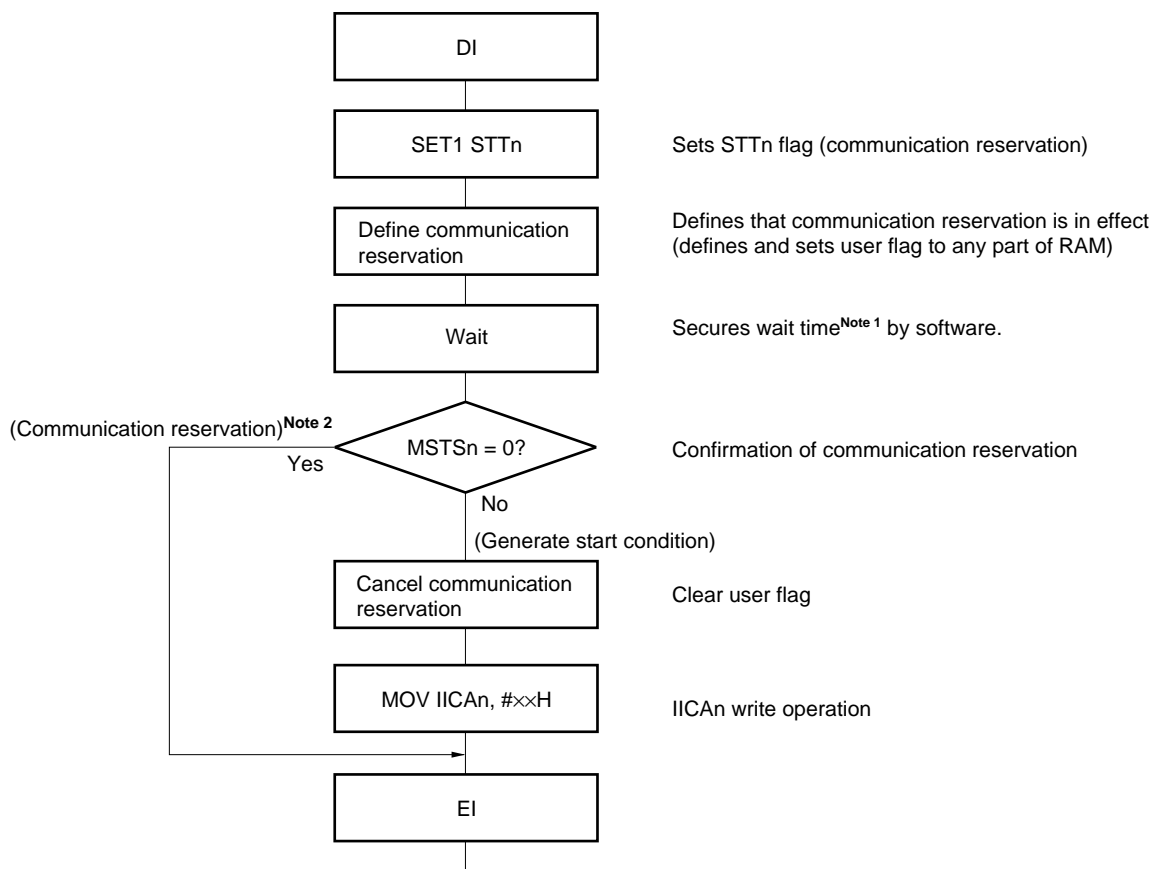 DI
SET1 STTn
Sets STTn flag (communication reservation)
Define communication
reservation
Defines that communication reservation is in effect
(defines and sets user flag to any part of RAM)
Wait
Secures wait timeNote 1 by software.
(Communication reservation)Note 2
Yes
MSTSn = 0?
Confirmation of communication reservation
No
(Generate start condition)
Cancel communication
reservation
Clear user flag
MOV IICAn, #××H
IICAn write operation
EI